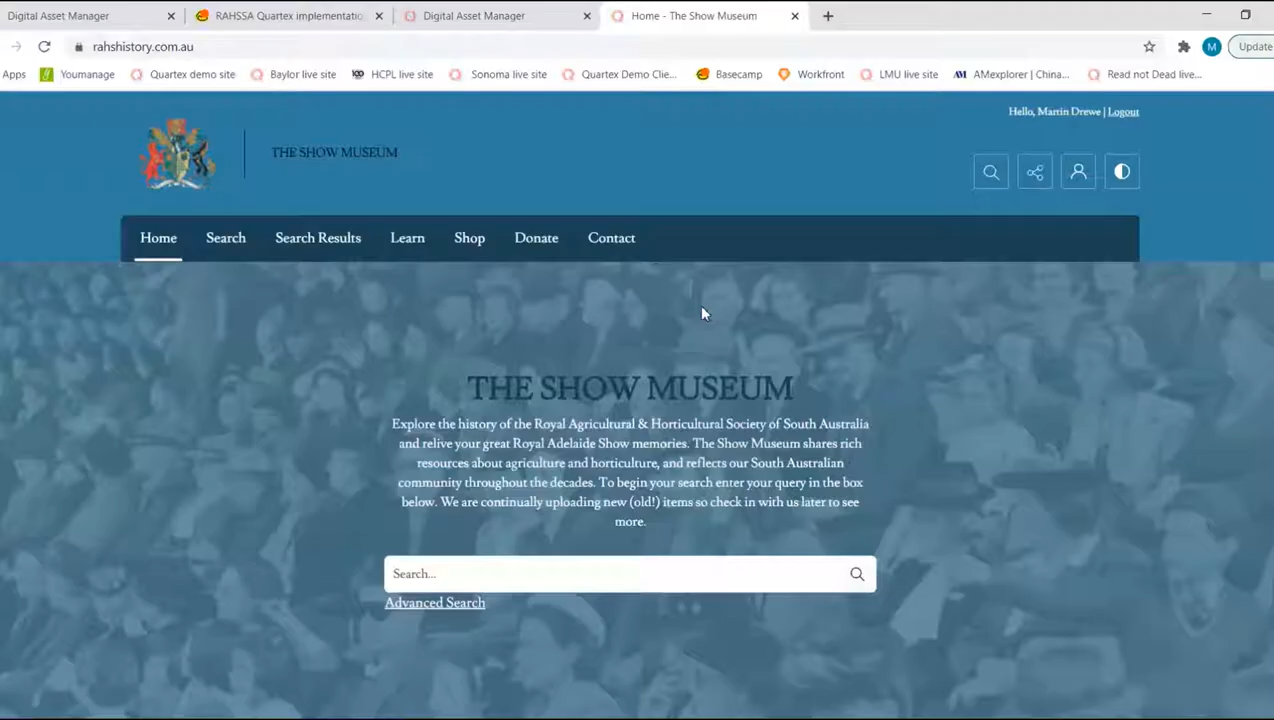 Digital Asset Manager
RAHSSA Quartex implementatio
Digital Asset Manager
Home - The Show Museum
rahshistory.com.au
M
Update
Apps
Youmanage
Quartex demo site
Baylor live site
HCPL live site
Sonoma live site
Quartex Demo Clie...
Basecamp
Workfront
LMU live site
AM
AMexplorer | China...
Read not Dead live...
Hello, Martin Drewe | Logout
THE SHOW MUSEUM
Home
Search
Search Results
Learn
Shop
Donate
Contact
THE SHOW MUSEUM
Explore the history of the Royal Agricultural & Horticultural Society of South Australia
and relive your great Royal Adelaide Show memories. The Show Museum shares rich
resources about agriculture and horticulture, and reflects our South Australian
community throughout the decades. To begin your search enter your query in the box
below. We are continually uploading new (old!) items so check in with us later to see
more.
Search...
Advanced Search